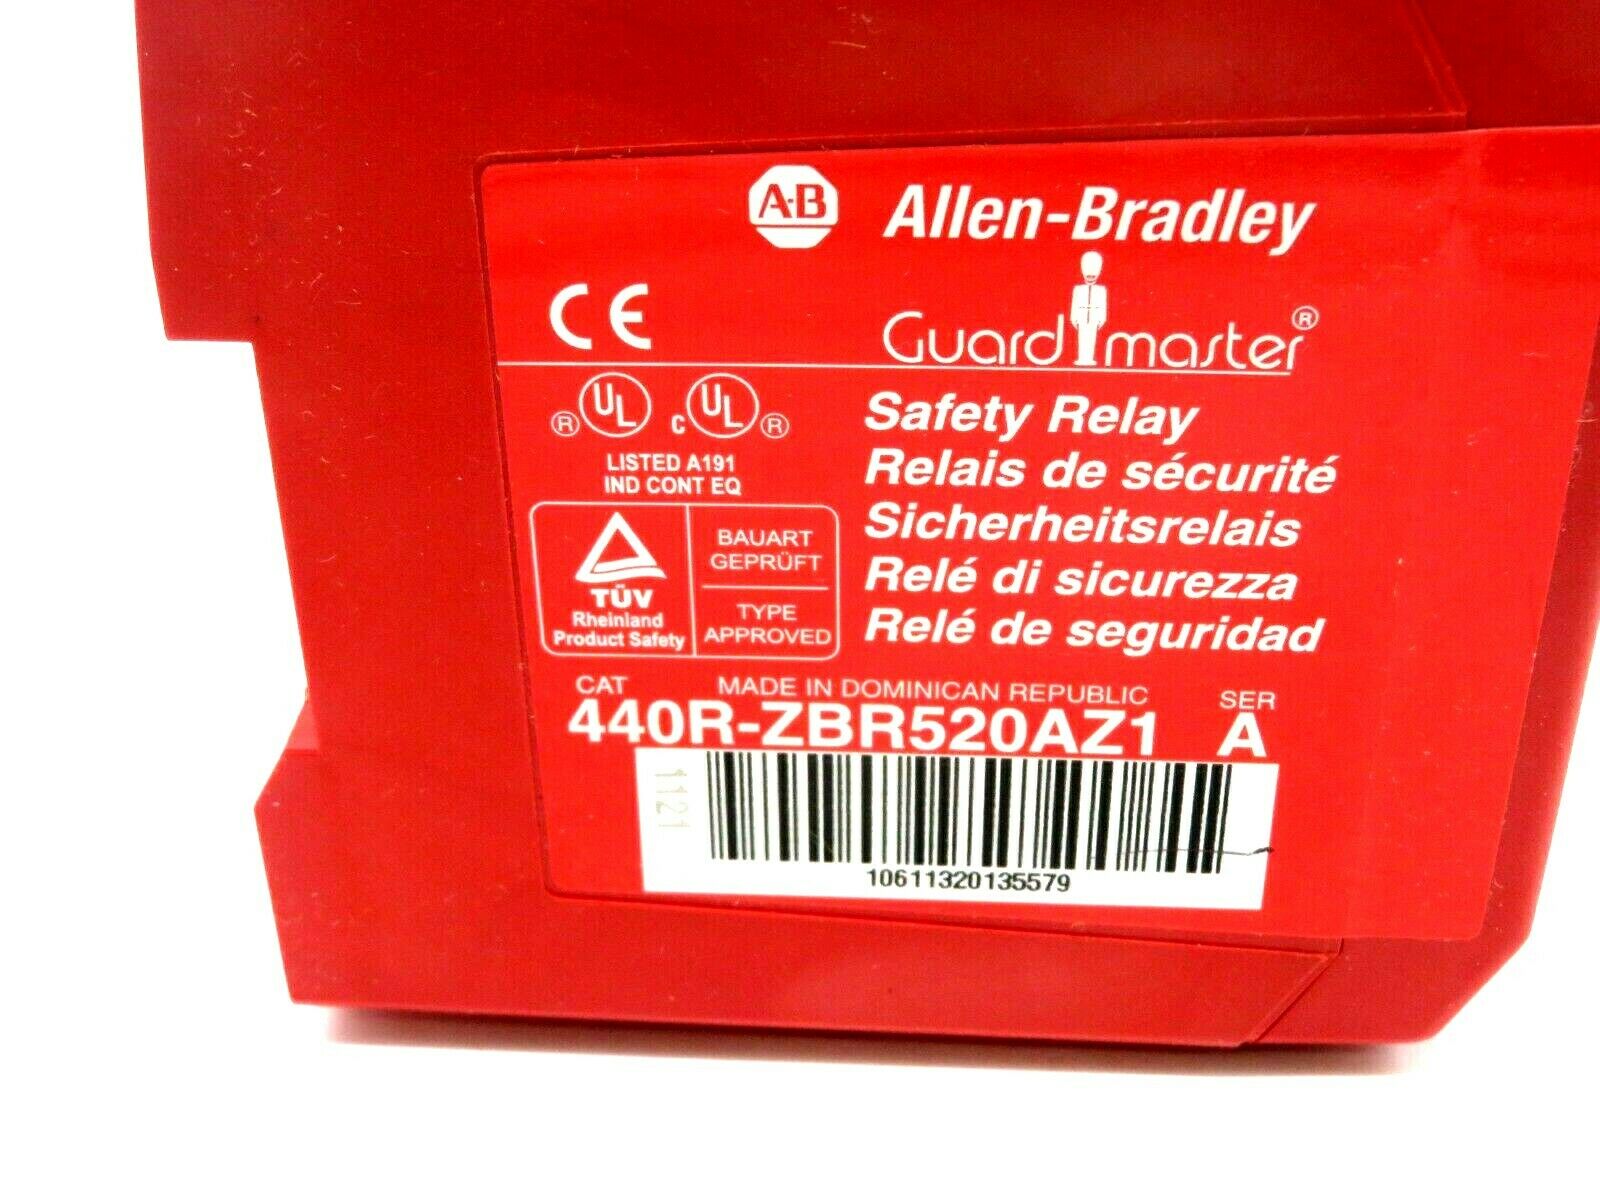 A-B Allen-Bradley
CE Guardmaster®
®UL cUL®
LISTED A191
IND CONT EQ
TÜV
Rheinland
Product Safety
BAUART
GEPRÜFT
TYPE
APPROVED
Safety Relay
Relais de sécurité
Sicherheitsrelais
Relé di sicurezza
Relé de seguridad
CAT MADE IN DOMINICAN REPUBLIC SER
440R-ZBR520AZ1 A
1121
10611320135579